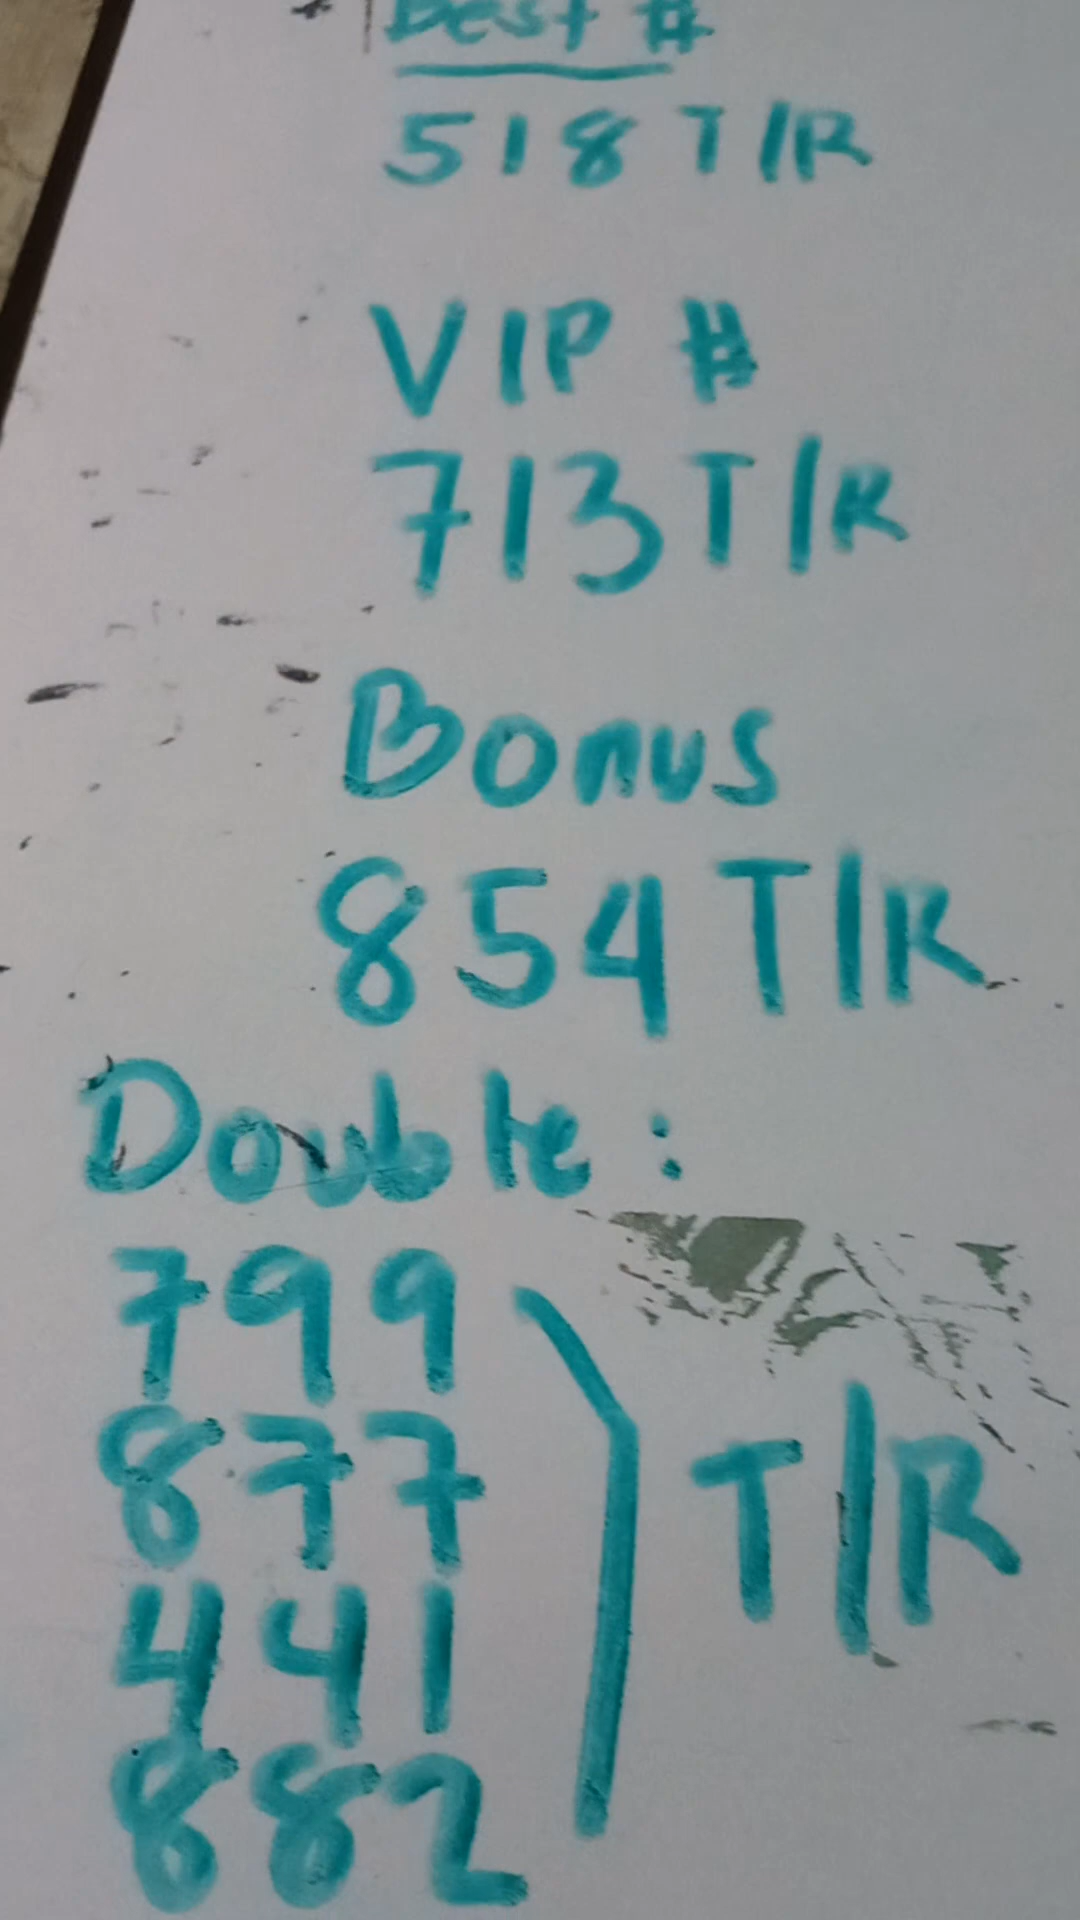 Best #
518 T/R
VIP #
713 T/R
Bonus
854 T/R
Double:
799
877
441
882
T/R